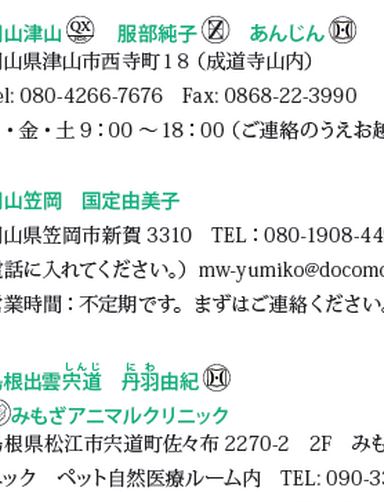 山津山 QX 服部純子 Z あんじん H
山県津山市西寺町18（成道寺山内）
el: 080-4266-7676 Fax: 0868-22-3990
・金・土 9：00 ～ 18：00（ご連絡のうえお越
山笠岡 国定由美子
山県笠岡市新賀 3310 TEL：080-1908-44
話に入れてください。）mw-yumiko@docomo
営業時間：不定期です。まずはご連絡ください。
根出雲宍道 丹羽由紀 H
しんじ にわ
みもざアニマルクリニック
根県松江市宍道町佐々布 2270-2 2F みも
ニック ペット自然医療ルーム内 TEL: 090-33